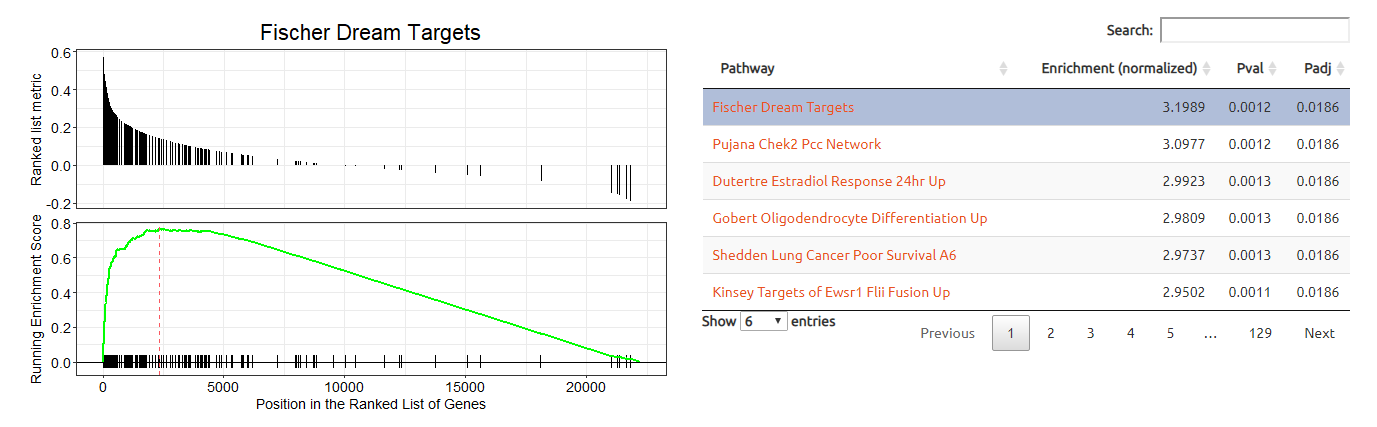 Fischer Dream Targets
Ranked list metric
0.6
0.4
0.2
0.0
-0.2
Running Enrichment Score
0.8
0.6
0.4
0.2
0.0
0 5000 10000 15000 20000
Position in the Ranked List of Genes
Search:
Pathway Enrichment (normalized) Pval Padj
Fischer Dream Targets 3.1989 0.0012 0.0186
Pujana Chek2 Pcc Network 3.0977 0.0012 0.0186
Dutertre Estradiol Response 24hr Up 2.9923 0.0013 0.0186
Gobert Oligodendrocyte Differentiation Up 2.9809 0.0013 0.0186
Shedden Lung Cancer Poor Survival A6 2.9737 0.0013 0.0186
Kinsey Targets of Ewsr1 Flii Fusion Up 2.9502 0.0011 0.0186
Show 6 entries
Previous 1 2 3 4 5 ... 129 Next